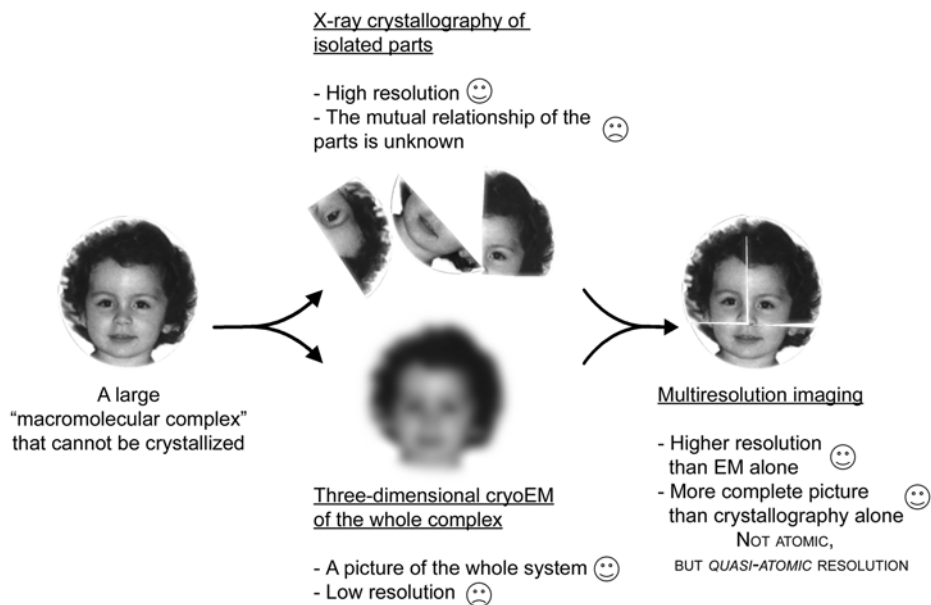 X-ray crystallography of
isolated parts
- High resolution
- The mutual relationship of the
parts is unknown
A large
“macromolecular complex”
that cannot be crystallized
Three-dimensional cryoEM
of the whole complex
- A picture of the whole system
- Low resolution
Multiresolution imaging
- Higher resolution
than EM alone
- More complete picture
than crystallography alone
NOT ATOMIC,
BUT QUASI-ATOMIC RESOLUTION